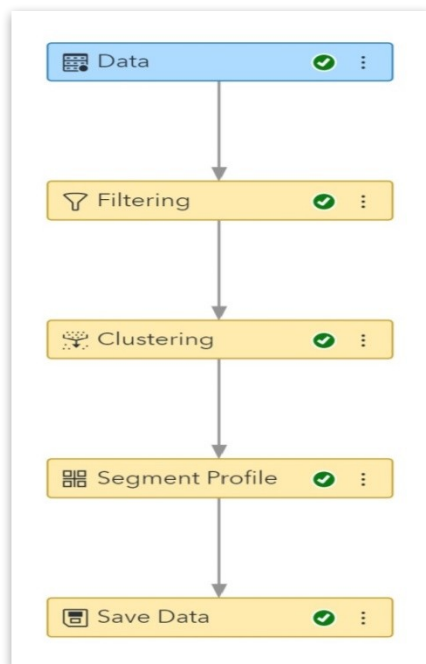 Data
Filtering
Clustering
Segment Profile
Save Data